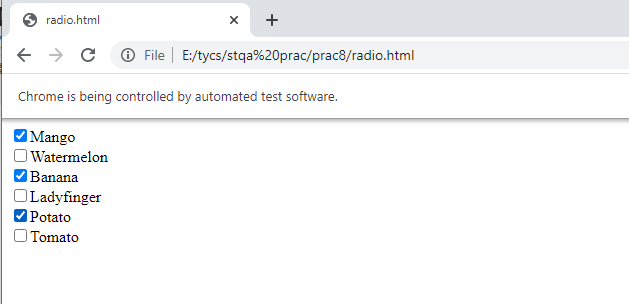 radio.html
File | E:/tycs/stqa%20prac/prac8/radio.html
Chrome is being controlled by automated test software.
Mango
Watermelon
Banana
Ladyfinger
Potato
Tomato